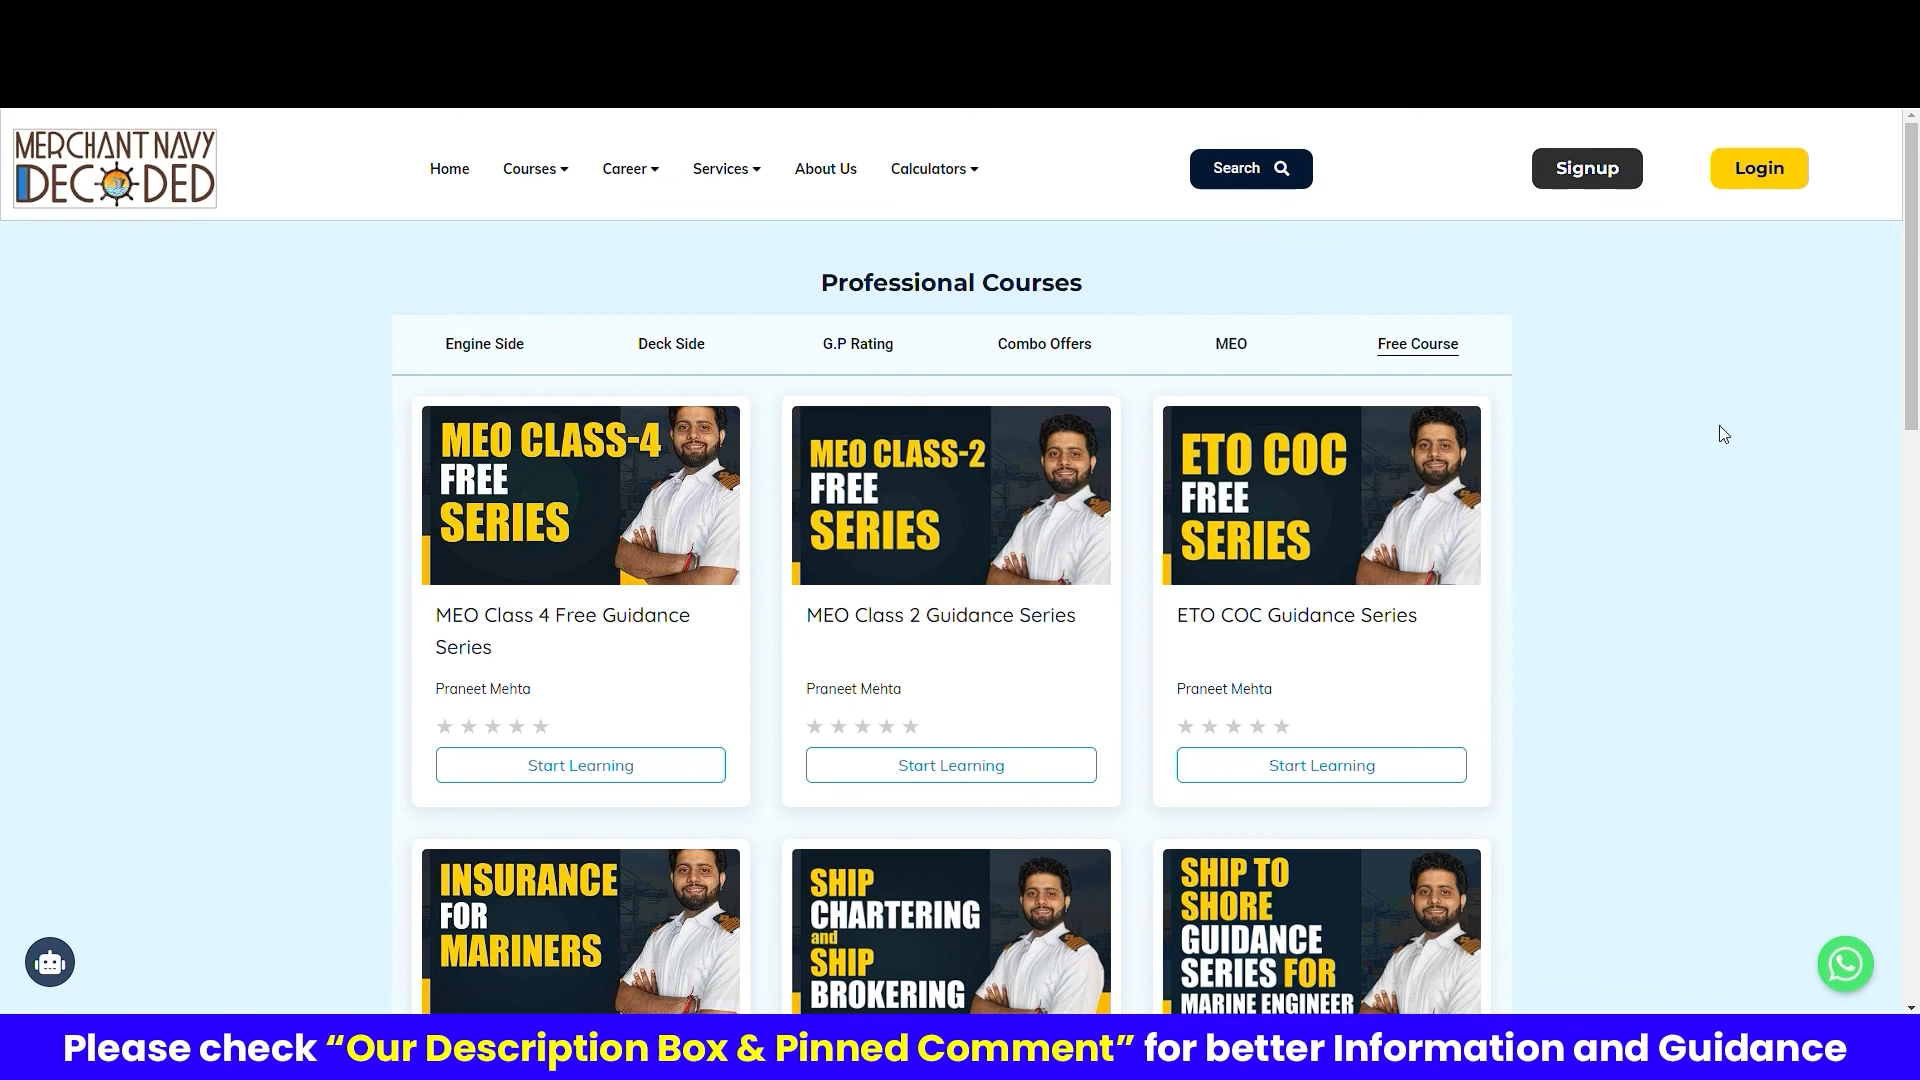 MERCHANT NAVY
DECODED
Home
Courses
Career
Services
About Us
Calculators
Search
Signup
Login
Professional Courses
Engine Side
Deck Side
G.P Rating
Combo Offers
MEO
Free Course
MEO CLASS-4
FREE
SERIES
MEO CLASS-2
FREE
SERIES
ETO COC
FREE
SERIES
MEO Class 4 Free Guidance
Series
MEO Class 2 Guidance Series
ETO COC Guidance Series
Praneet Mehta
Praneet Mehta
Praneet Mehta
Start Learning
Start Learning
Start Learning
INSURANCE
FOR
MARINERS
SHIP
CHARTERING
and
SHIP
BROKERING
SHIP TO
SHORE
GUIDANCE
SERIES FOR
MARINE ENGINEER
Please check “Our Description Box & Pinned Comment” for better Information and Guidance